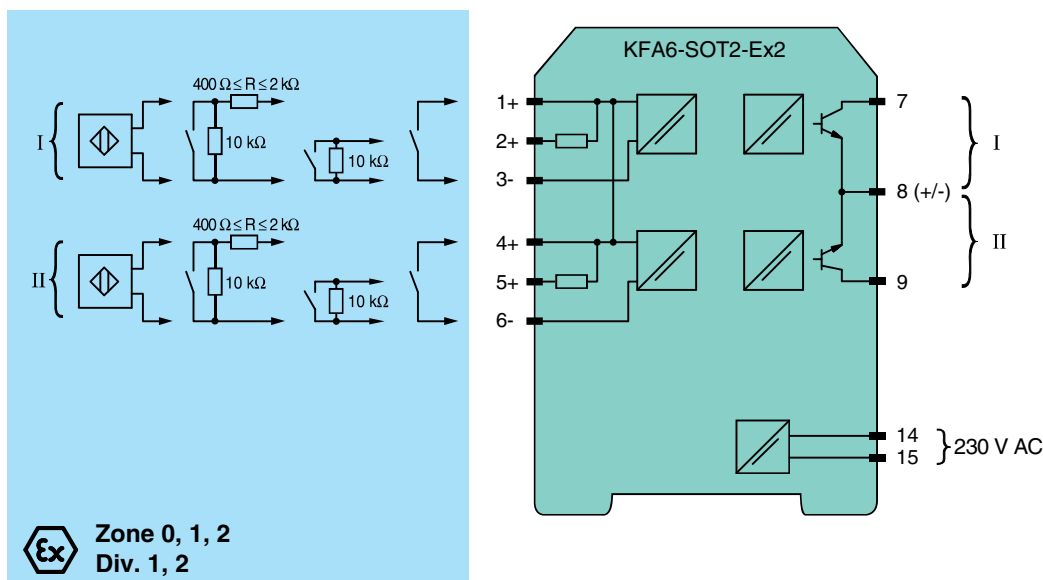 400 Ω ≤ R ≤ 2 kΩ
I
10 kΩ
10 kΩ
400 Ω ≤ R ≤ 2 kΩ
II
10 kΩ
10 kΩ
Ex
Zone 0, 1, 2
Div. 1, 2
KFA6-SOT2-Ex2
1+
2+
3-
4+
5+
6-
7
8 (+/-)
9
I
II
14
15
230 V AC